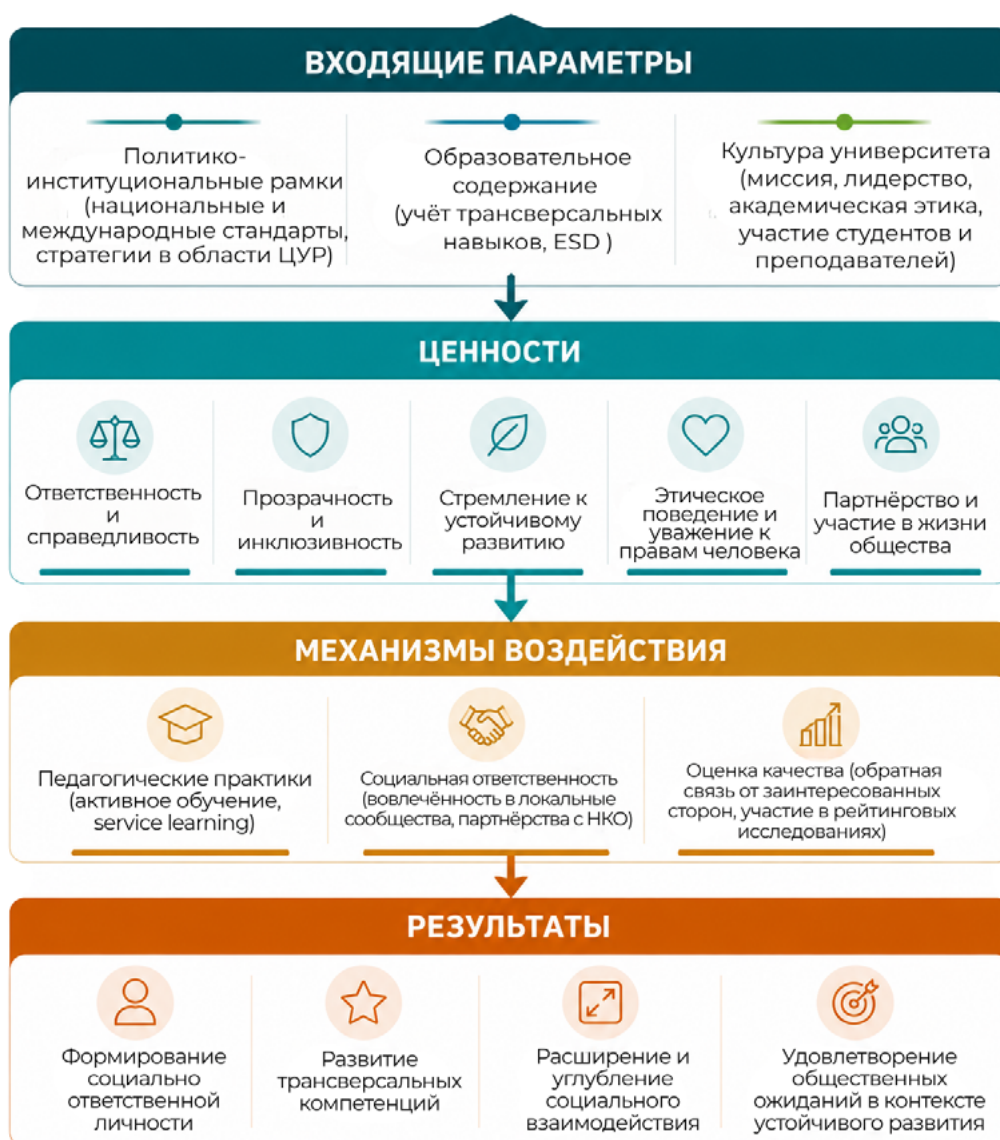 ВХОДЯЩИЕ ПАРАМЕТРЫ
Политико-
институциональные рамки
(национальные и
международные стандарты,
стратегии в области ЦУР)
Образовательное
содержание
(учёт трансверсальных
навыков, ESD )
Культура университета
(миссия, лидерство,
академическая этика,
участие студентов и
преподавателей)
ЦЕННОСТИ
Ответственность
и
справедливость
Прозрачность
и
инклюзивность
Стремление к
устойчивому
развитию
Этическое
поведение и
уважение к
правам человека
Партнёрство и
участие в жизни
общества
МЕХАНИЗМЫ ВОЗДЕЙСТВИЯ
Педагогические практики
(активное обучение,
service learning)
Социальная ответственность
(вовлечённость в локальные
сообщества, партнёрства с НКО)
Оценка качества (обратная
связь от заинтересованных
сторон, участие в рейтинговых
исследованиях)
РЕЗУЛЬТАТЫ
Формирование
социально
ответственной
личности
Развитие
трансверсальных
компетенций
Расширение и
углубление
социального
взаимодействия
Удовлетворение
общественных
ожиданий в контексте
устойчивого развития